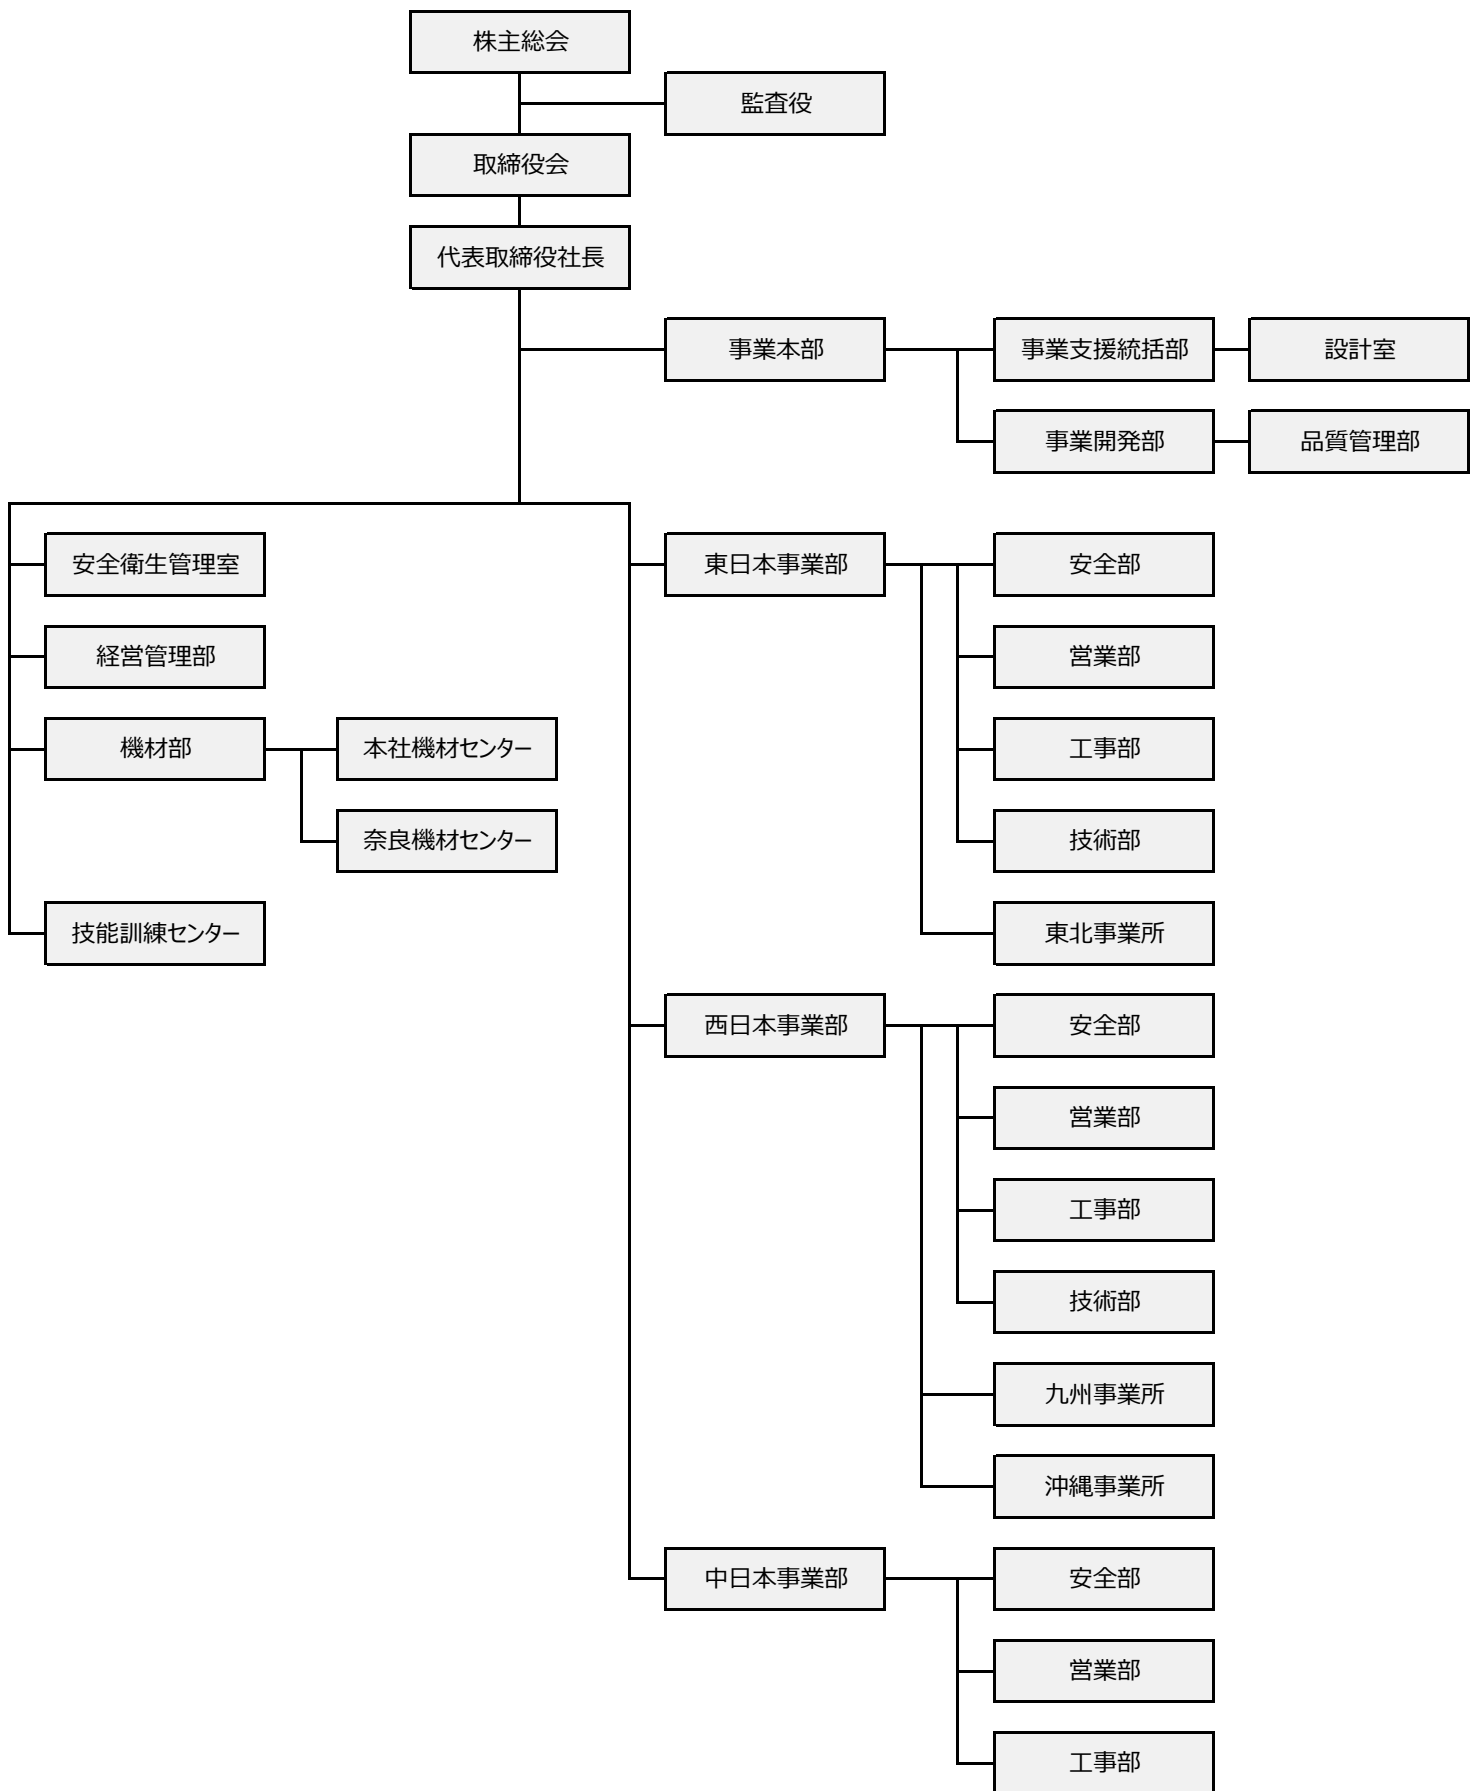 株主総会
監査役
取締役会
代表取締役社長
事業本部
事業支援統括部
設計室
事業開発部
品質管理部
安全衛生管理室
経営管理部
機材部
本社機材センター
奈良機材センター
技能訓練センター
東日本事業部
安全部
営業部
工事部
技術部
東北事業所
西日本事業部
安全部
営業部
工事部
技術部
九州事業所
沖縄事業所
中日本事業部
安全部
営業部
工事部